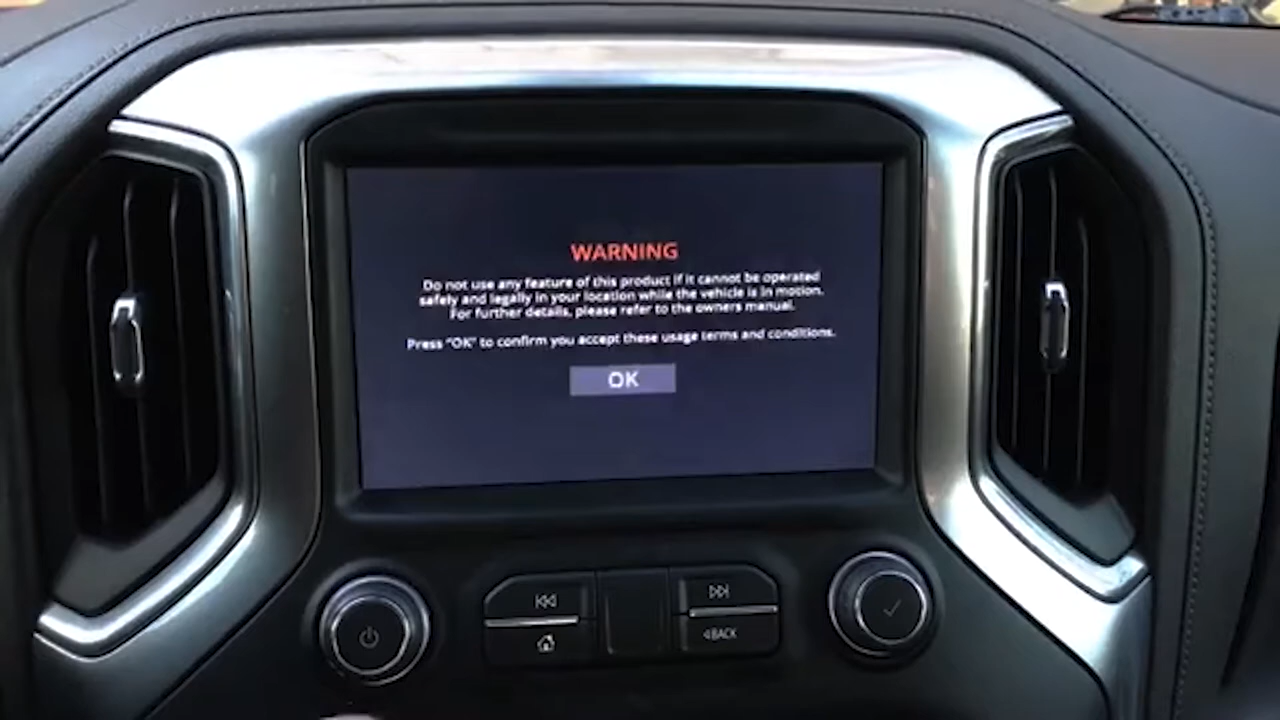 WARNING
Do not use any feature of this product if it cannot be operated
safely and legally in your location while the vehicle is in motion.
For further details, please refer to the owners manual.
Press "OK" to confirm you accept these usage terms and conditions.
OK
BACK